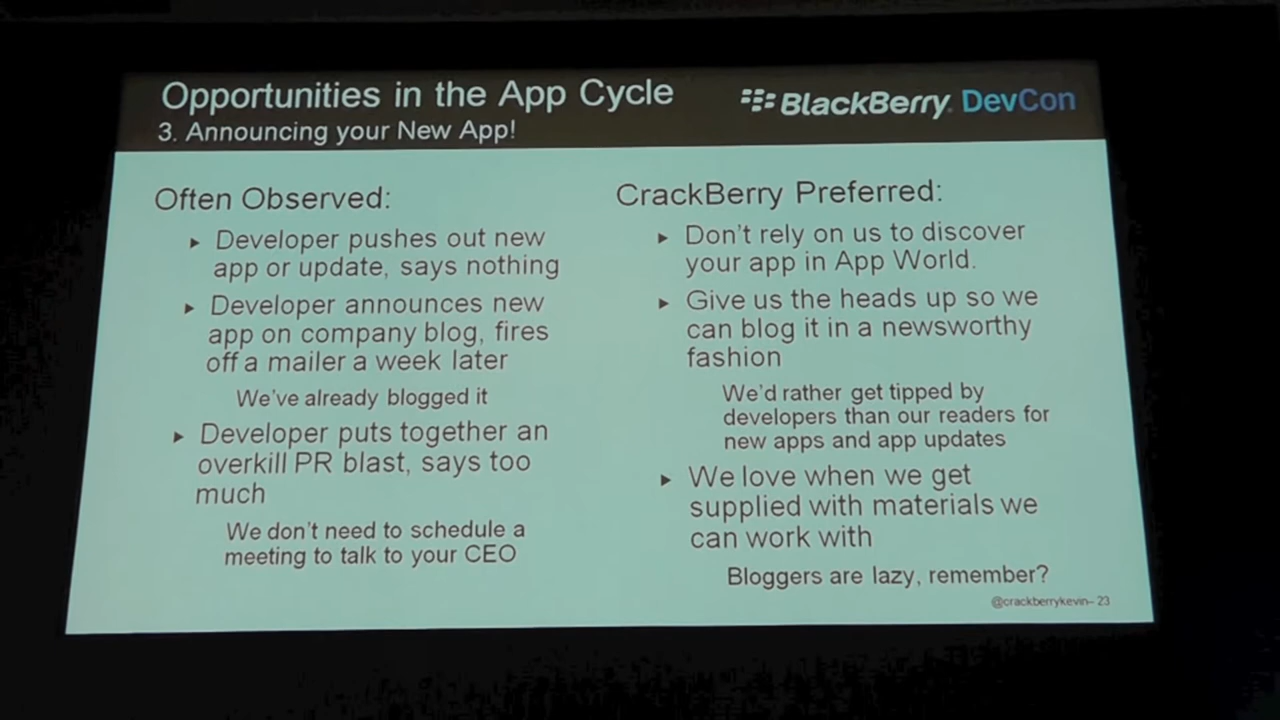 Opportunities in the App Cycle
3. Announcing your New App!
BlackBerry. DevCon
Often Observed:
Developer pushes out new
app or update, says nothing
Developer announces new
app on company blog, fires
off a mailer a week later
We've already blogged it
Developer puts together an
overkill PR blast, says too
much
We don't need to schedule a
meeting to talk to your CEO
CrackBerry Preferred:
Don't rely on us to discover
your app in App World.
Give us the heads up so we
can blog it in a newsworthy
fashion
We'd rather get tipped by
developers than our readers for
new apps and app updates
We love when we get
supplied with materials we
can work with
Bloggers are lazy, remember?
@crackberrykevin– 23